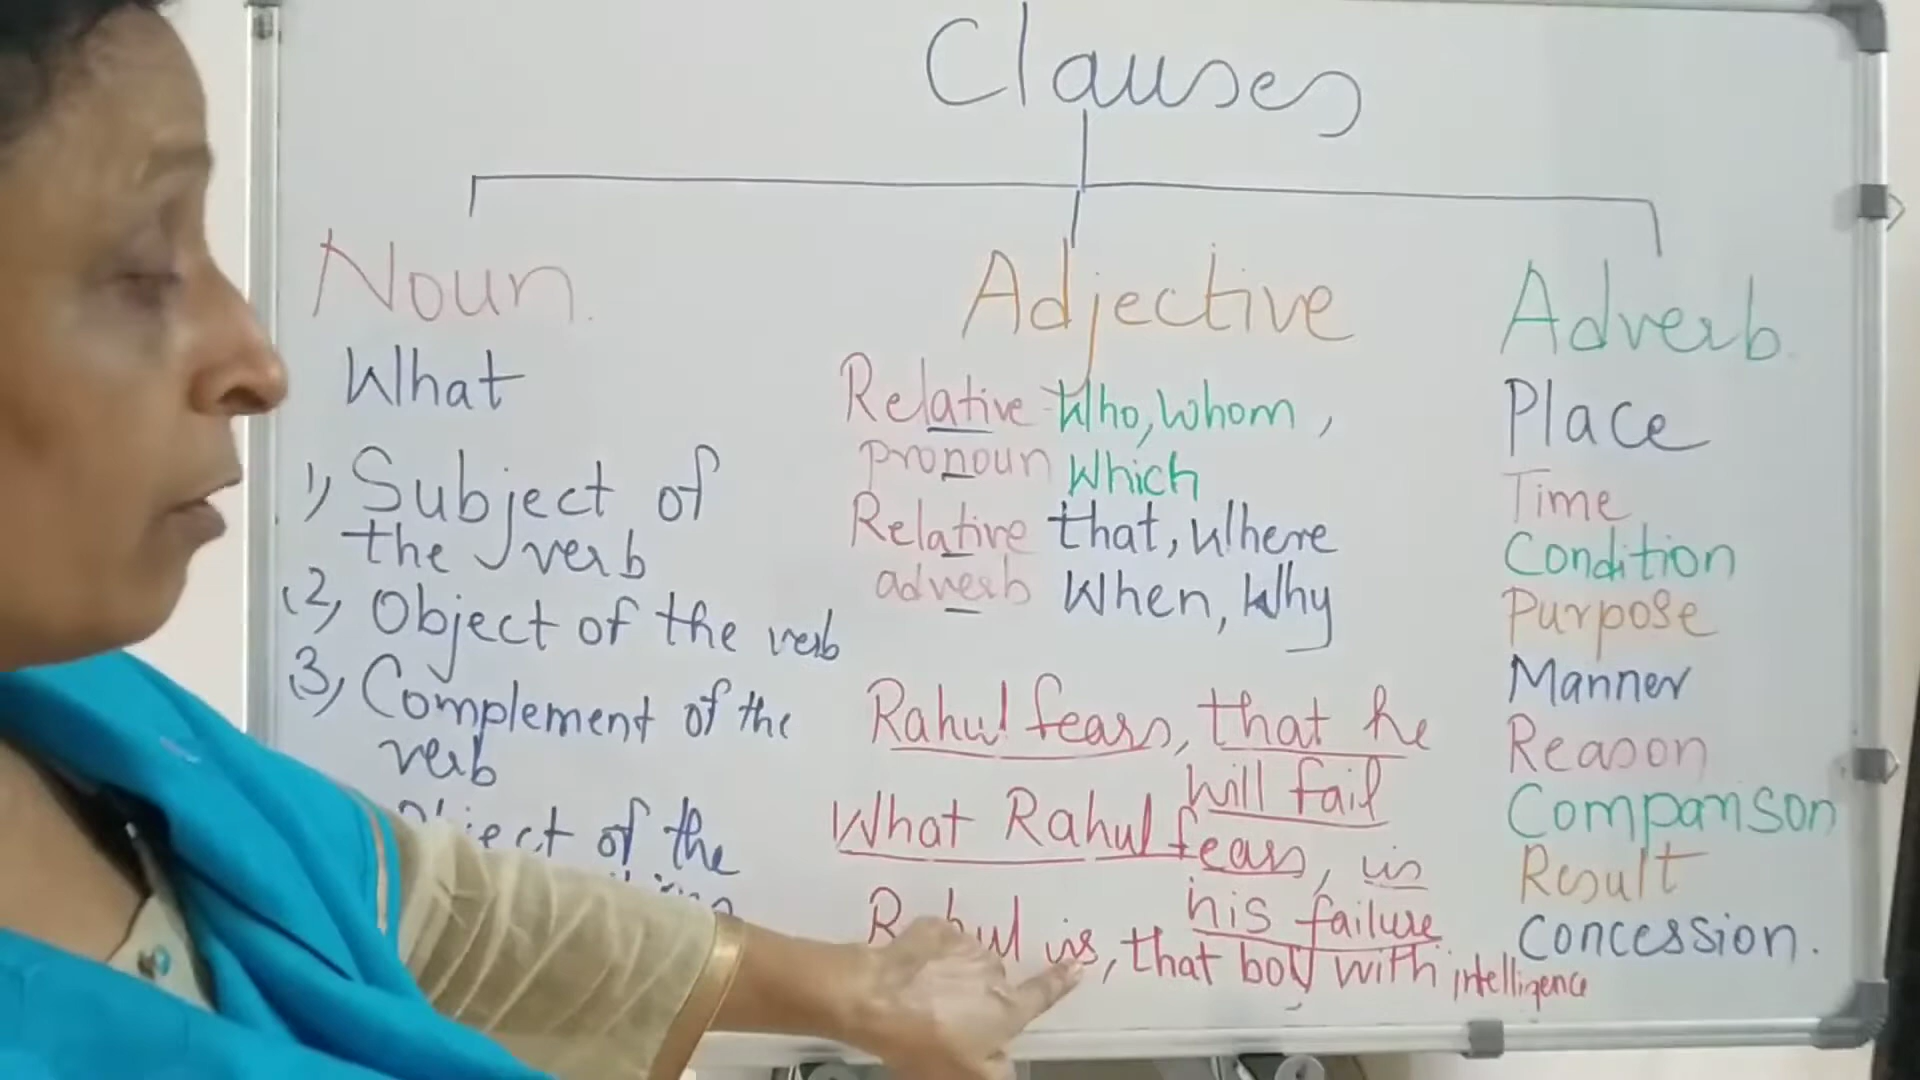 Clauses
Noun.
What
1) Subject of
the verb
(2) Object of the verb
(3) Complement of the
verb
of the
Adjective
Relative Who, Whom,
pronoun Which
Relative that, Where
adverb When, Why
Rahul fears, that he
will fail
What Rahul fears, is
his failure
Rahul is, that boy with intelligence
Adverb.
Place
Time
Condition
Purpose
Manner
Reason
Comparison
Result
Concession.